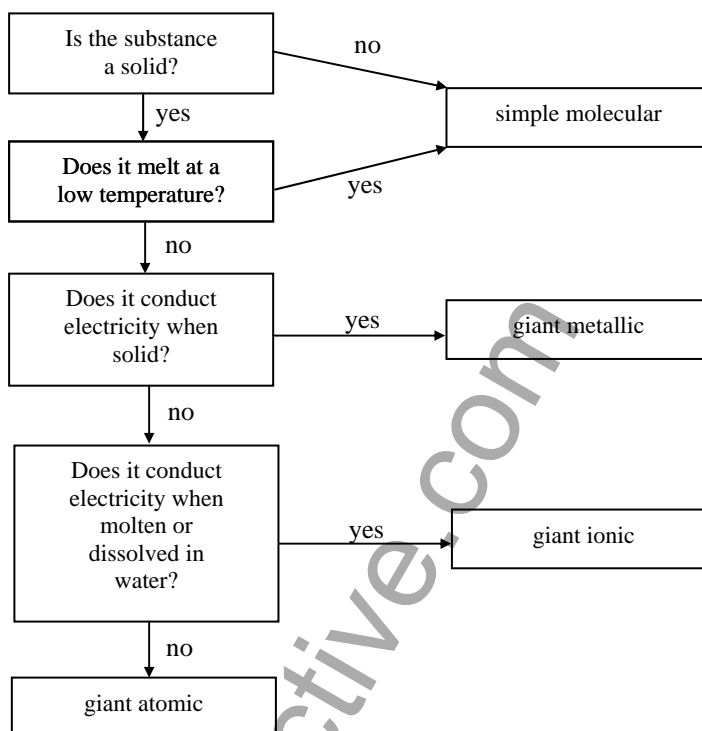 Is the substance
a solid?
no
simple molecular
yes
Does it melt at a
low temperature?
yes
no
Does it conduct
electricity when
solid?
yes
giant metallic
no
Does it conduct
electricity when
molten or
dissolved in
water?
yes
giant ionic
no
giant atomic
ctive.com